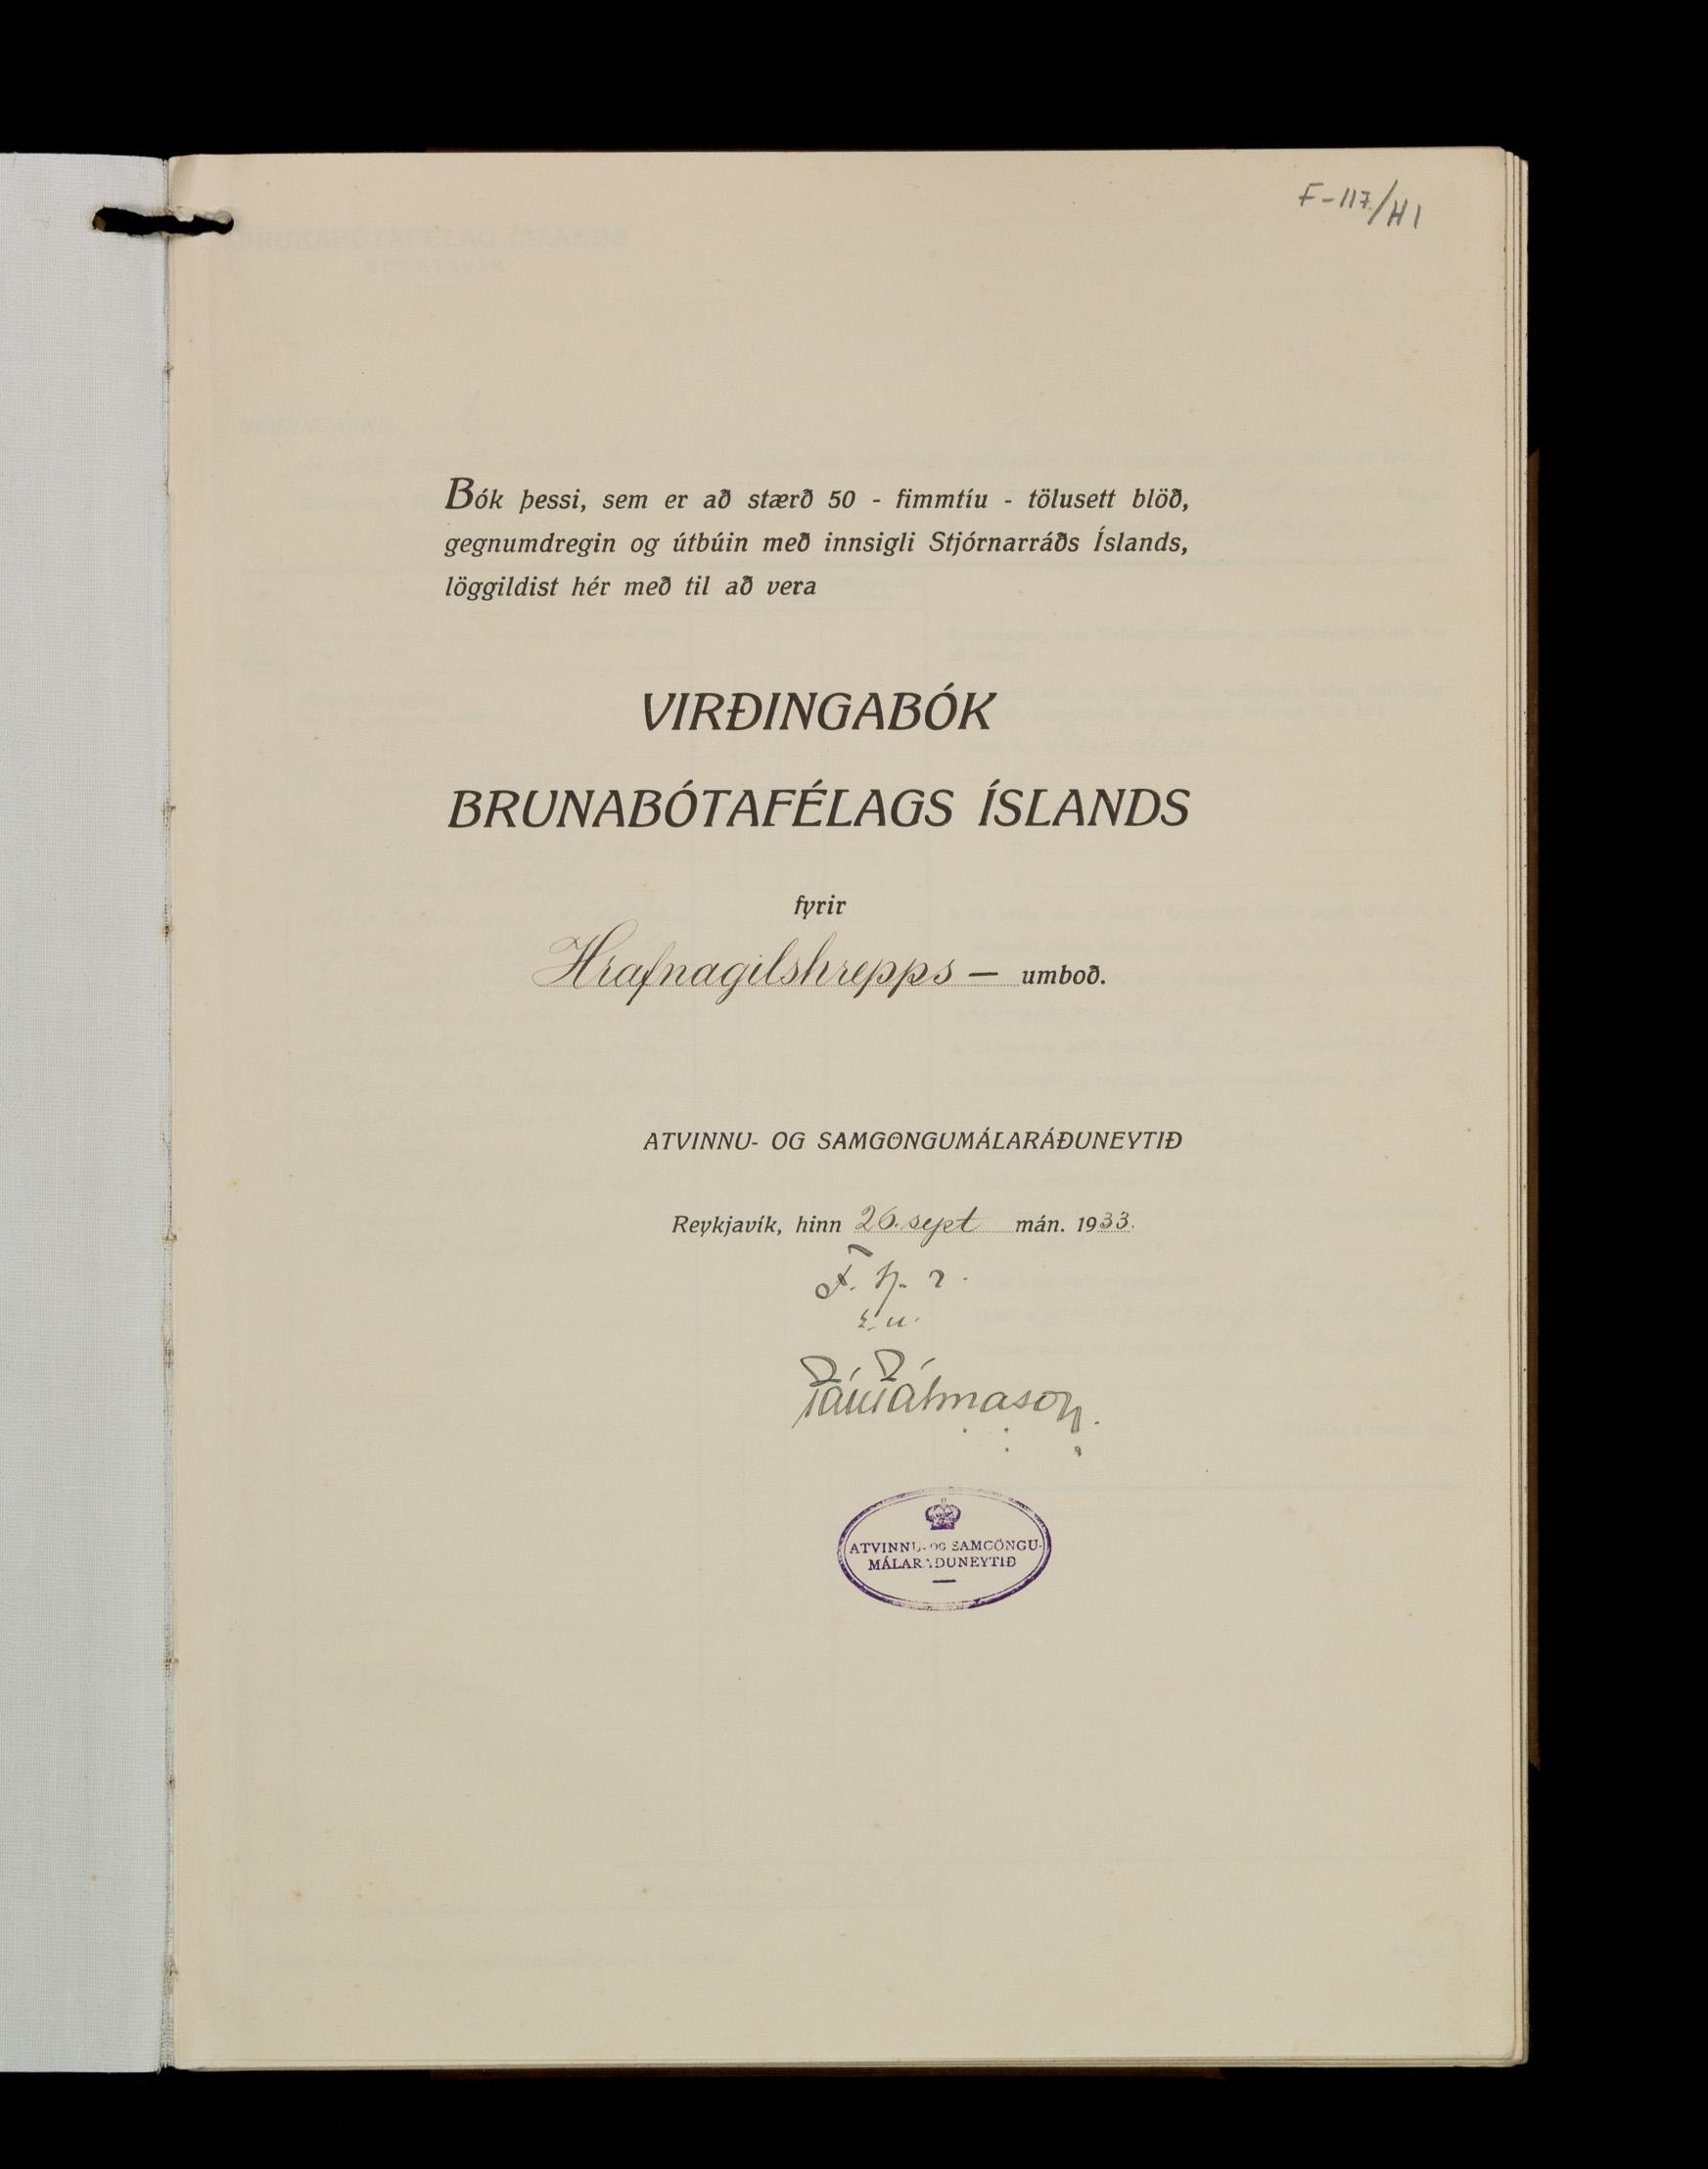 F-117/H1
Bók þessi, sem er að stærð 50 - fimmtíu - tölusett blöð,
gegnumdregin og útbúin með innsigli Stjórnarráðs Íslands,
löggildist hér með til að vera
VIRÐINGABÓK
BRUNABÓTAFÉLAGS ÍSLANDS
fyrir
Hrafnagilshrepps — umboð.
ATVINNU- OG SAMGÖNGUMÁLARÁÐUNEYTIÐ
Reykjavík, hinn 26. sept mán. 1933.
F. h. r.
e. u.
Páll Pálmason.
ATVINNU- OG SAMGÖNGU-
MÁLARÁÐUNEYTIÐ